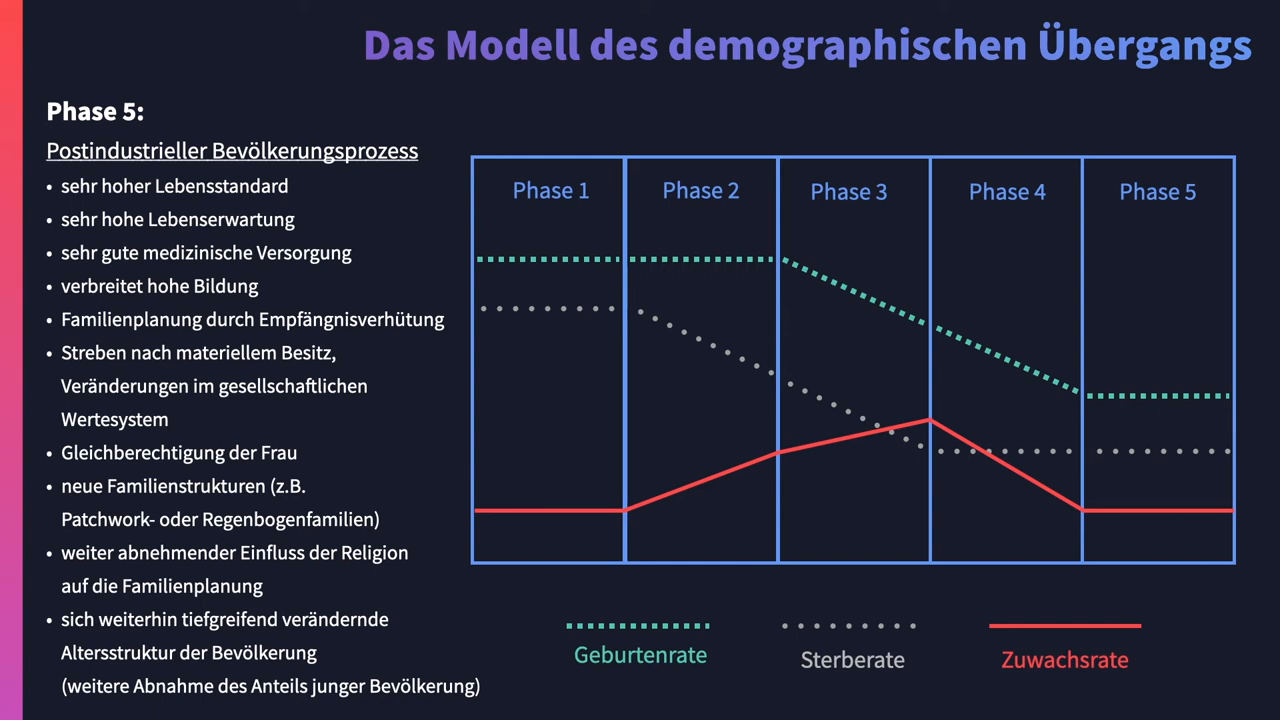 Das Modell des demographischen Übergangs
Phase 5:
Postindustrieller Bevölkerungsprozess
• sehr hoher Lebensstandard
• sehr hohe Lebenserwartung
• sehr gute medizinische Versorgung
• verbreitet hohe Bildung
• Familienplanung durch Empfängnisverhütung
• Streben nach materiellem Besitz,
Veränderungen im gesellschaftlichen
Wertesystem
• Gleichberechtigung der Frau
• neue Familienstrukturen (z.B.
Patchwork- oder Regenbogenfamilien)
• weiter abnehmender Einfluss der Religion
auf die Familienplanung
• sich weiterhin tiefgreifend verändernde
Altersstruktur der Bevölkerung
(weitere Abnahme des Anteils junger Bevölkerung)
Phase 1
Phase 2
Phase 3
Phase 4
Phase 5
Geburtenrate
Sterberate
Zuwachsrate